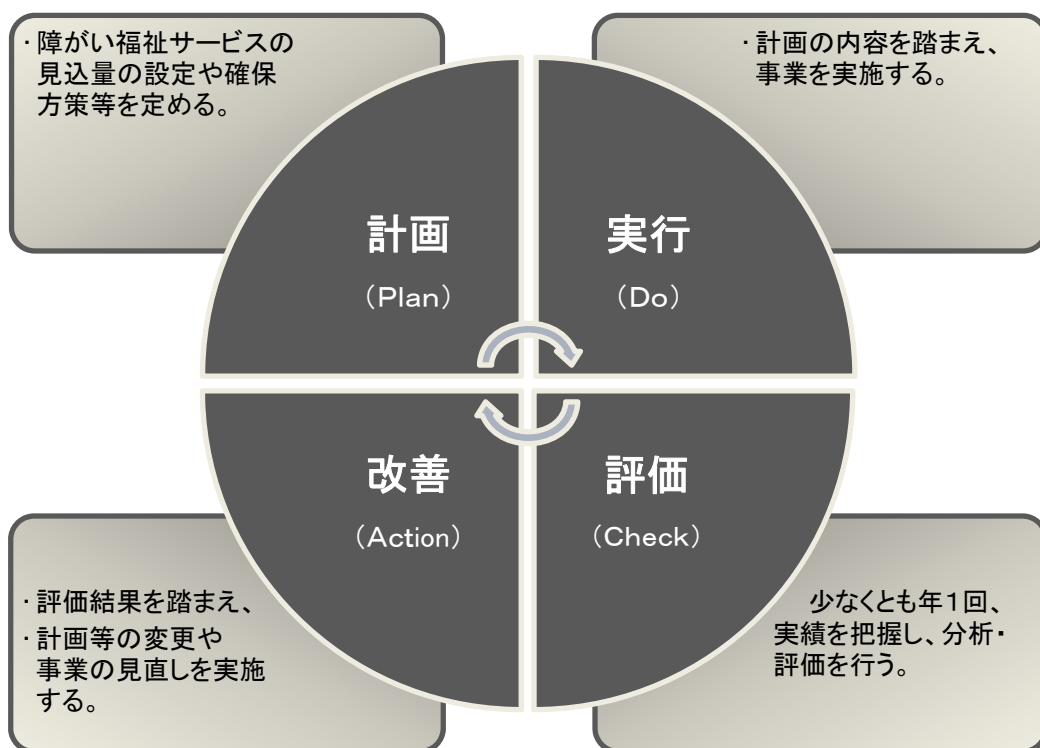 ・障がい福祉サービスの
見込量の設定や確保
方策等を定める。
・計画の内容を踏まえ、
事業を実施する。
計画
（Plan）
実行
（Do）
改善
（Action）
評価
（Check）
・評価結果を踏まえ、
・計画等の変更や
事業の見直しを実施
する。
少なくとも年１回、
実績を把握し、分析・
評価を行う。